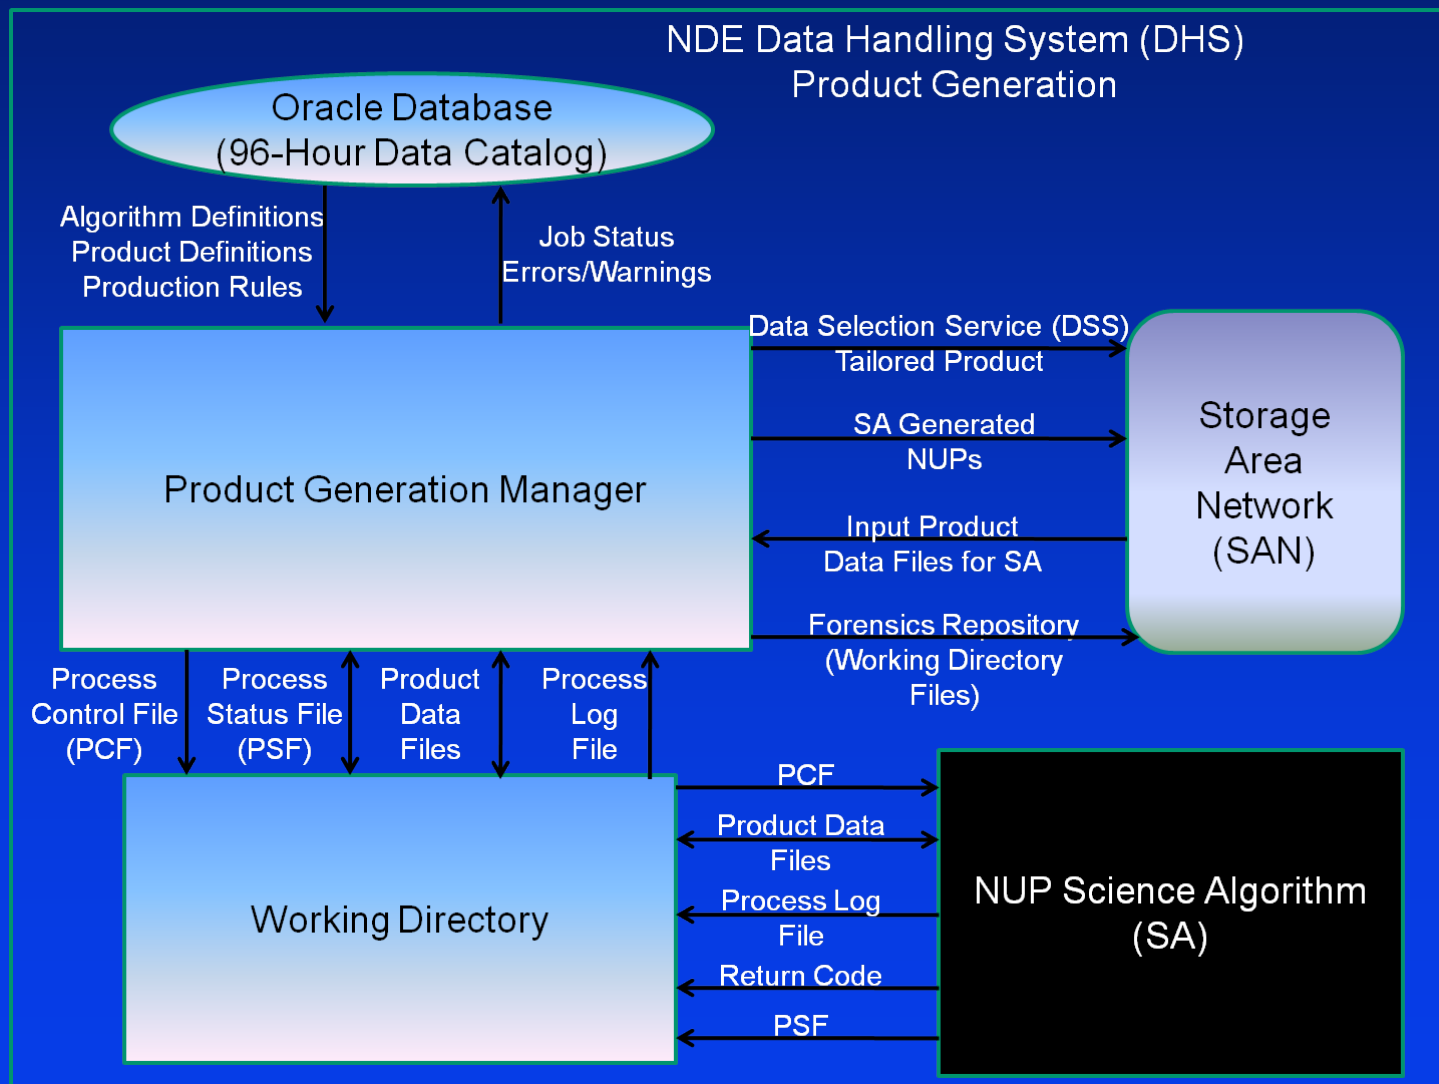 NDE Data Handling System (DHS)
Product Generation
Oracle Database
(96-Hour Data Catalog)
Algorithm Definitions
Product Definitions
Production Rules
Job Status
Errors/Warnings
Product Generation Manager
Data Selection Service (DSS)
Tailored Product
SA Generated
NUPs
Input Product
Data Files for SA
Forensics Repository
(Working Directory
Files)
Storage
Area
Network
(SAN)
Process
Control File
(PCF)
Process
Status File
(PSF)
Product
Data
Files
Process
Log
File
Working Directory
PCF
Product Data
Files
Process Log
File
Return Code
PSF
NUP Science Algorithm
(SA)